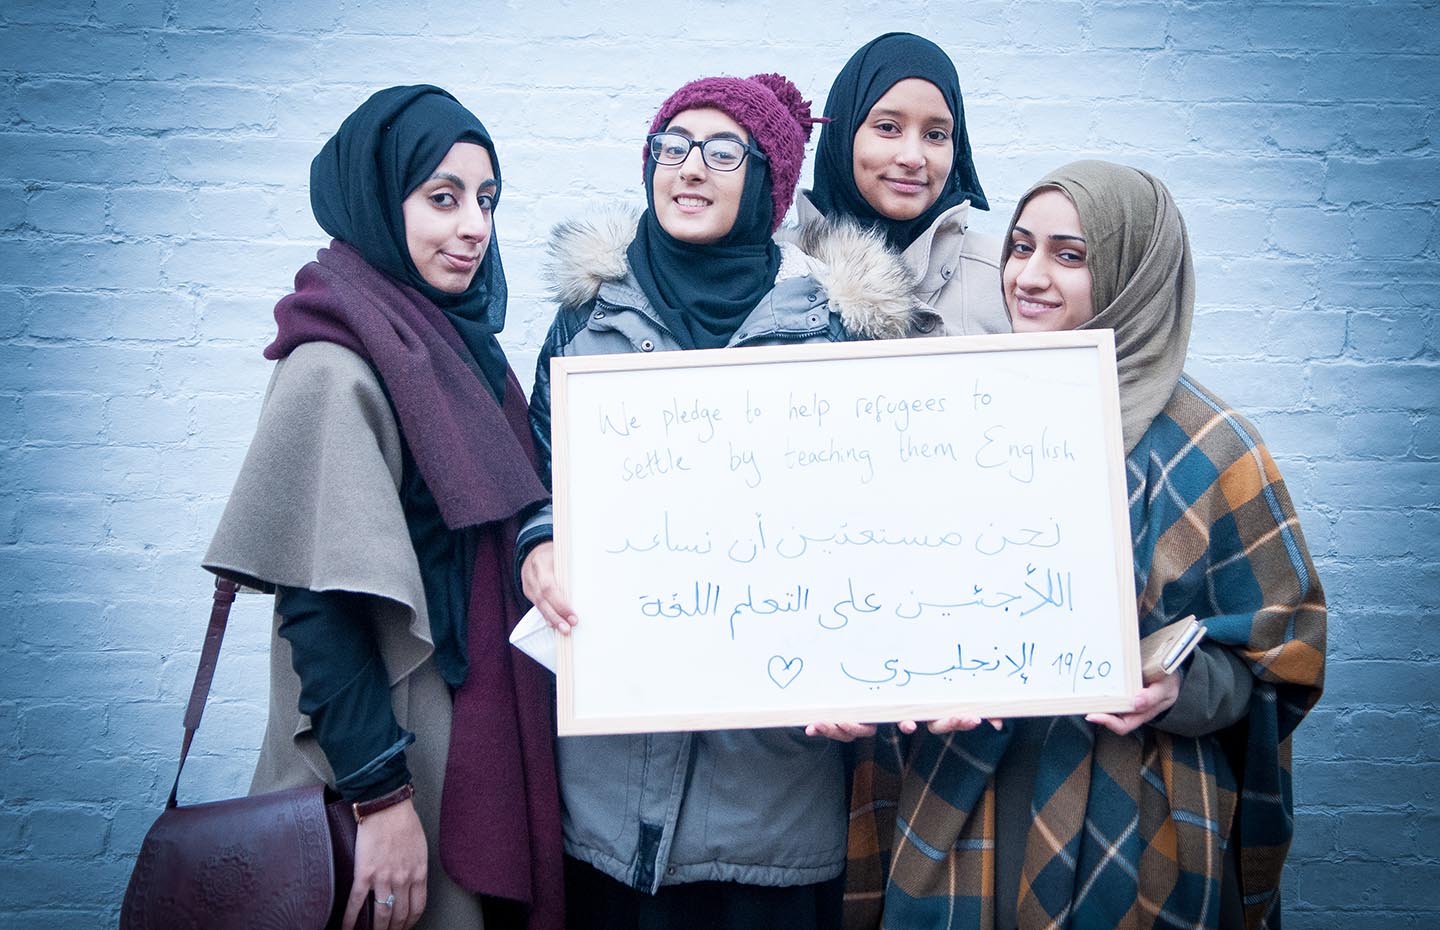 We pledge to help refugees to
settle by teaching them English
نحن مستعدين أن نساعد
اللأجئين على التعلم اللغة
19/20 الإنجليزي ♡